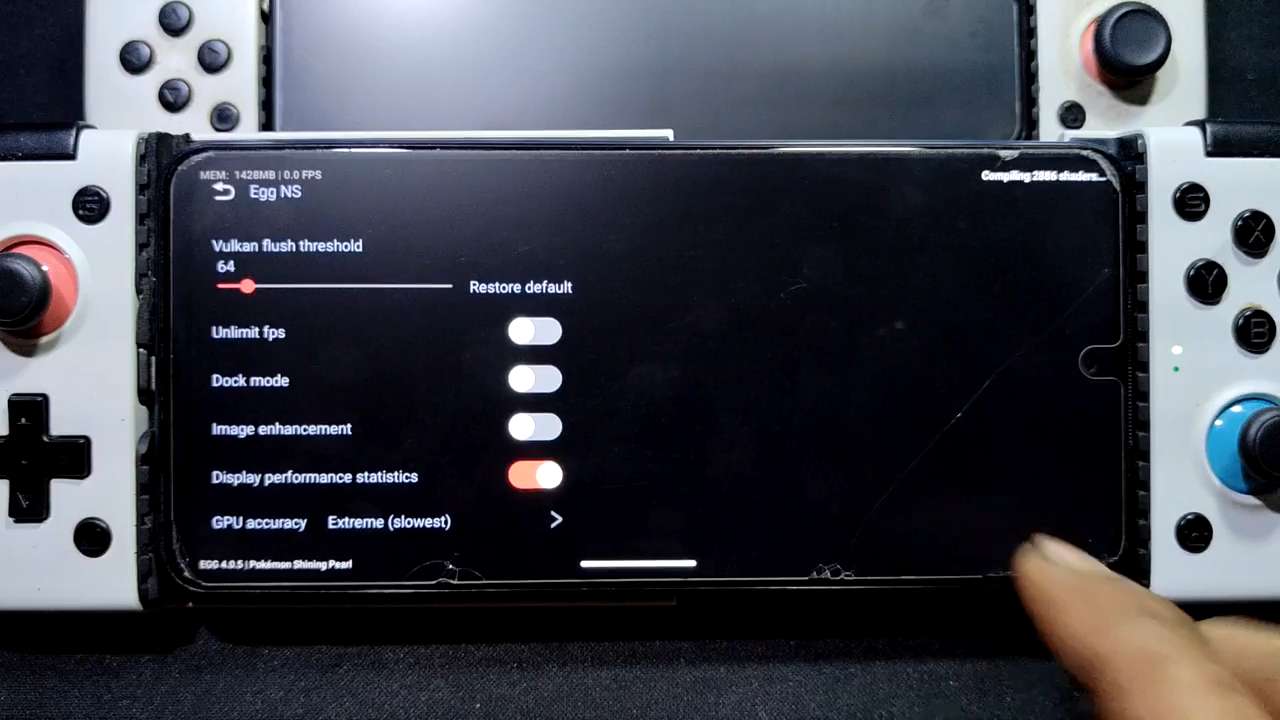 MEM: 1428MB | 0.0 FPS
Compiling 2886 shaders...
Egg NS
Vulkan flush threshold
64
Restore default
Unlimit fps
Dock mode
Image enhancement
Display performance statistics
GPU accuracy Extreme (slowest)
EGG 4.0.5 | Pokémon Shining Pearl
S
X
Y
B